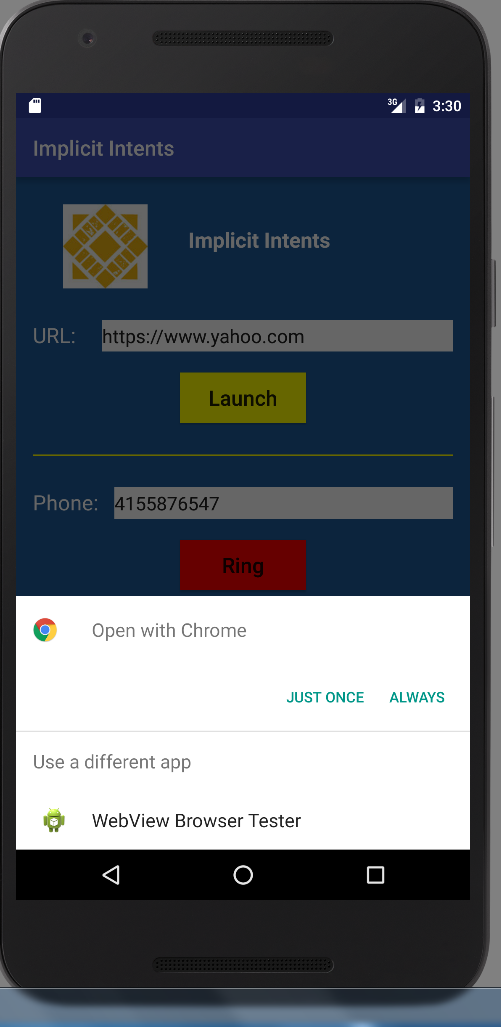 3G 3:30
Implicit Intents
Implicit Intents
URL: https://www.yahoo.com
Launch
Phone: 4155876547
Ring
Open with Chrome
JUST ONCE ALWAYS
Use a different app
WebView Browser Tester